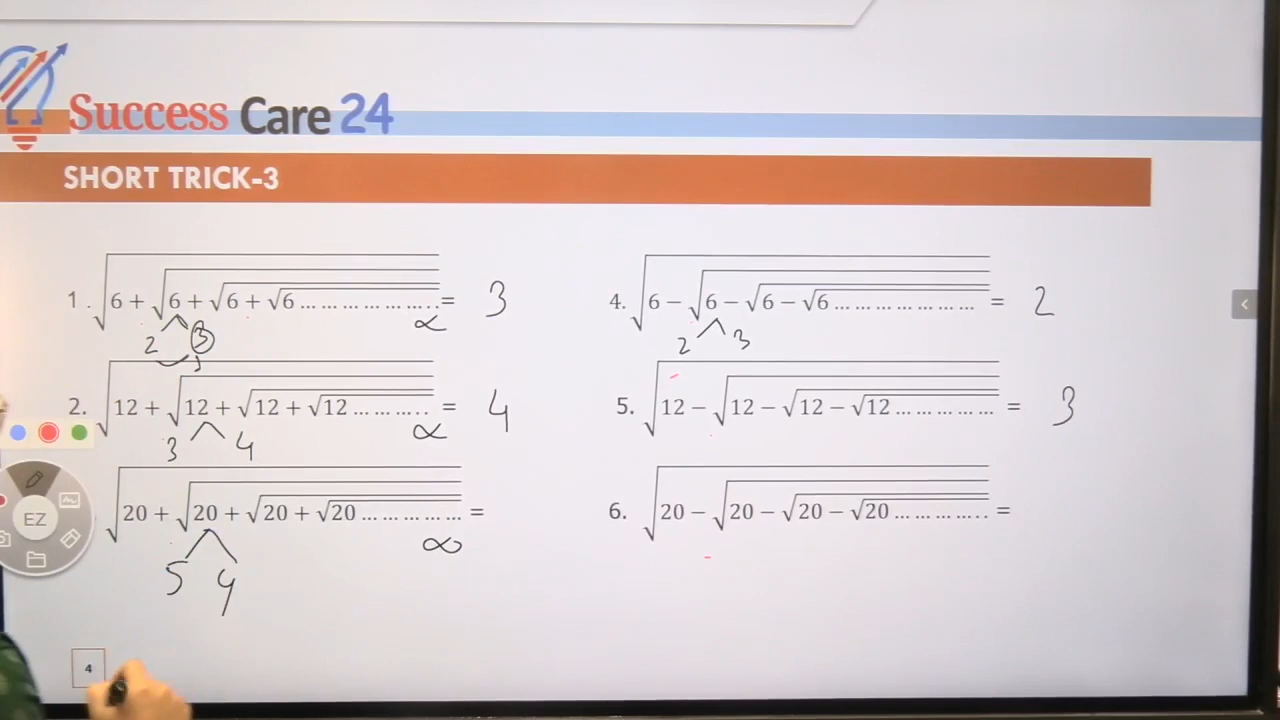 Success Care 24
SHORT TRICK-3
1. √6 + √6 + √6 + √6 ... ... ... ... ... .. = 3
∝
2 3
2. √12 + √12 + √12 + √12 ... ... ... . = 4
∝
3 4
√20 + √20 + √20 + √20 ... ... ... ... ... =
∞
5 4
4. √6 − √6 − √6 − √6 ... ... ... ... ... ... = 2
2 3
5. √12 − √12 − √12 − √12 ... ... ... ... ... = 3
6. √20 − √20 − √20 − √20 ... ... ... ... . . =
EZ
4